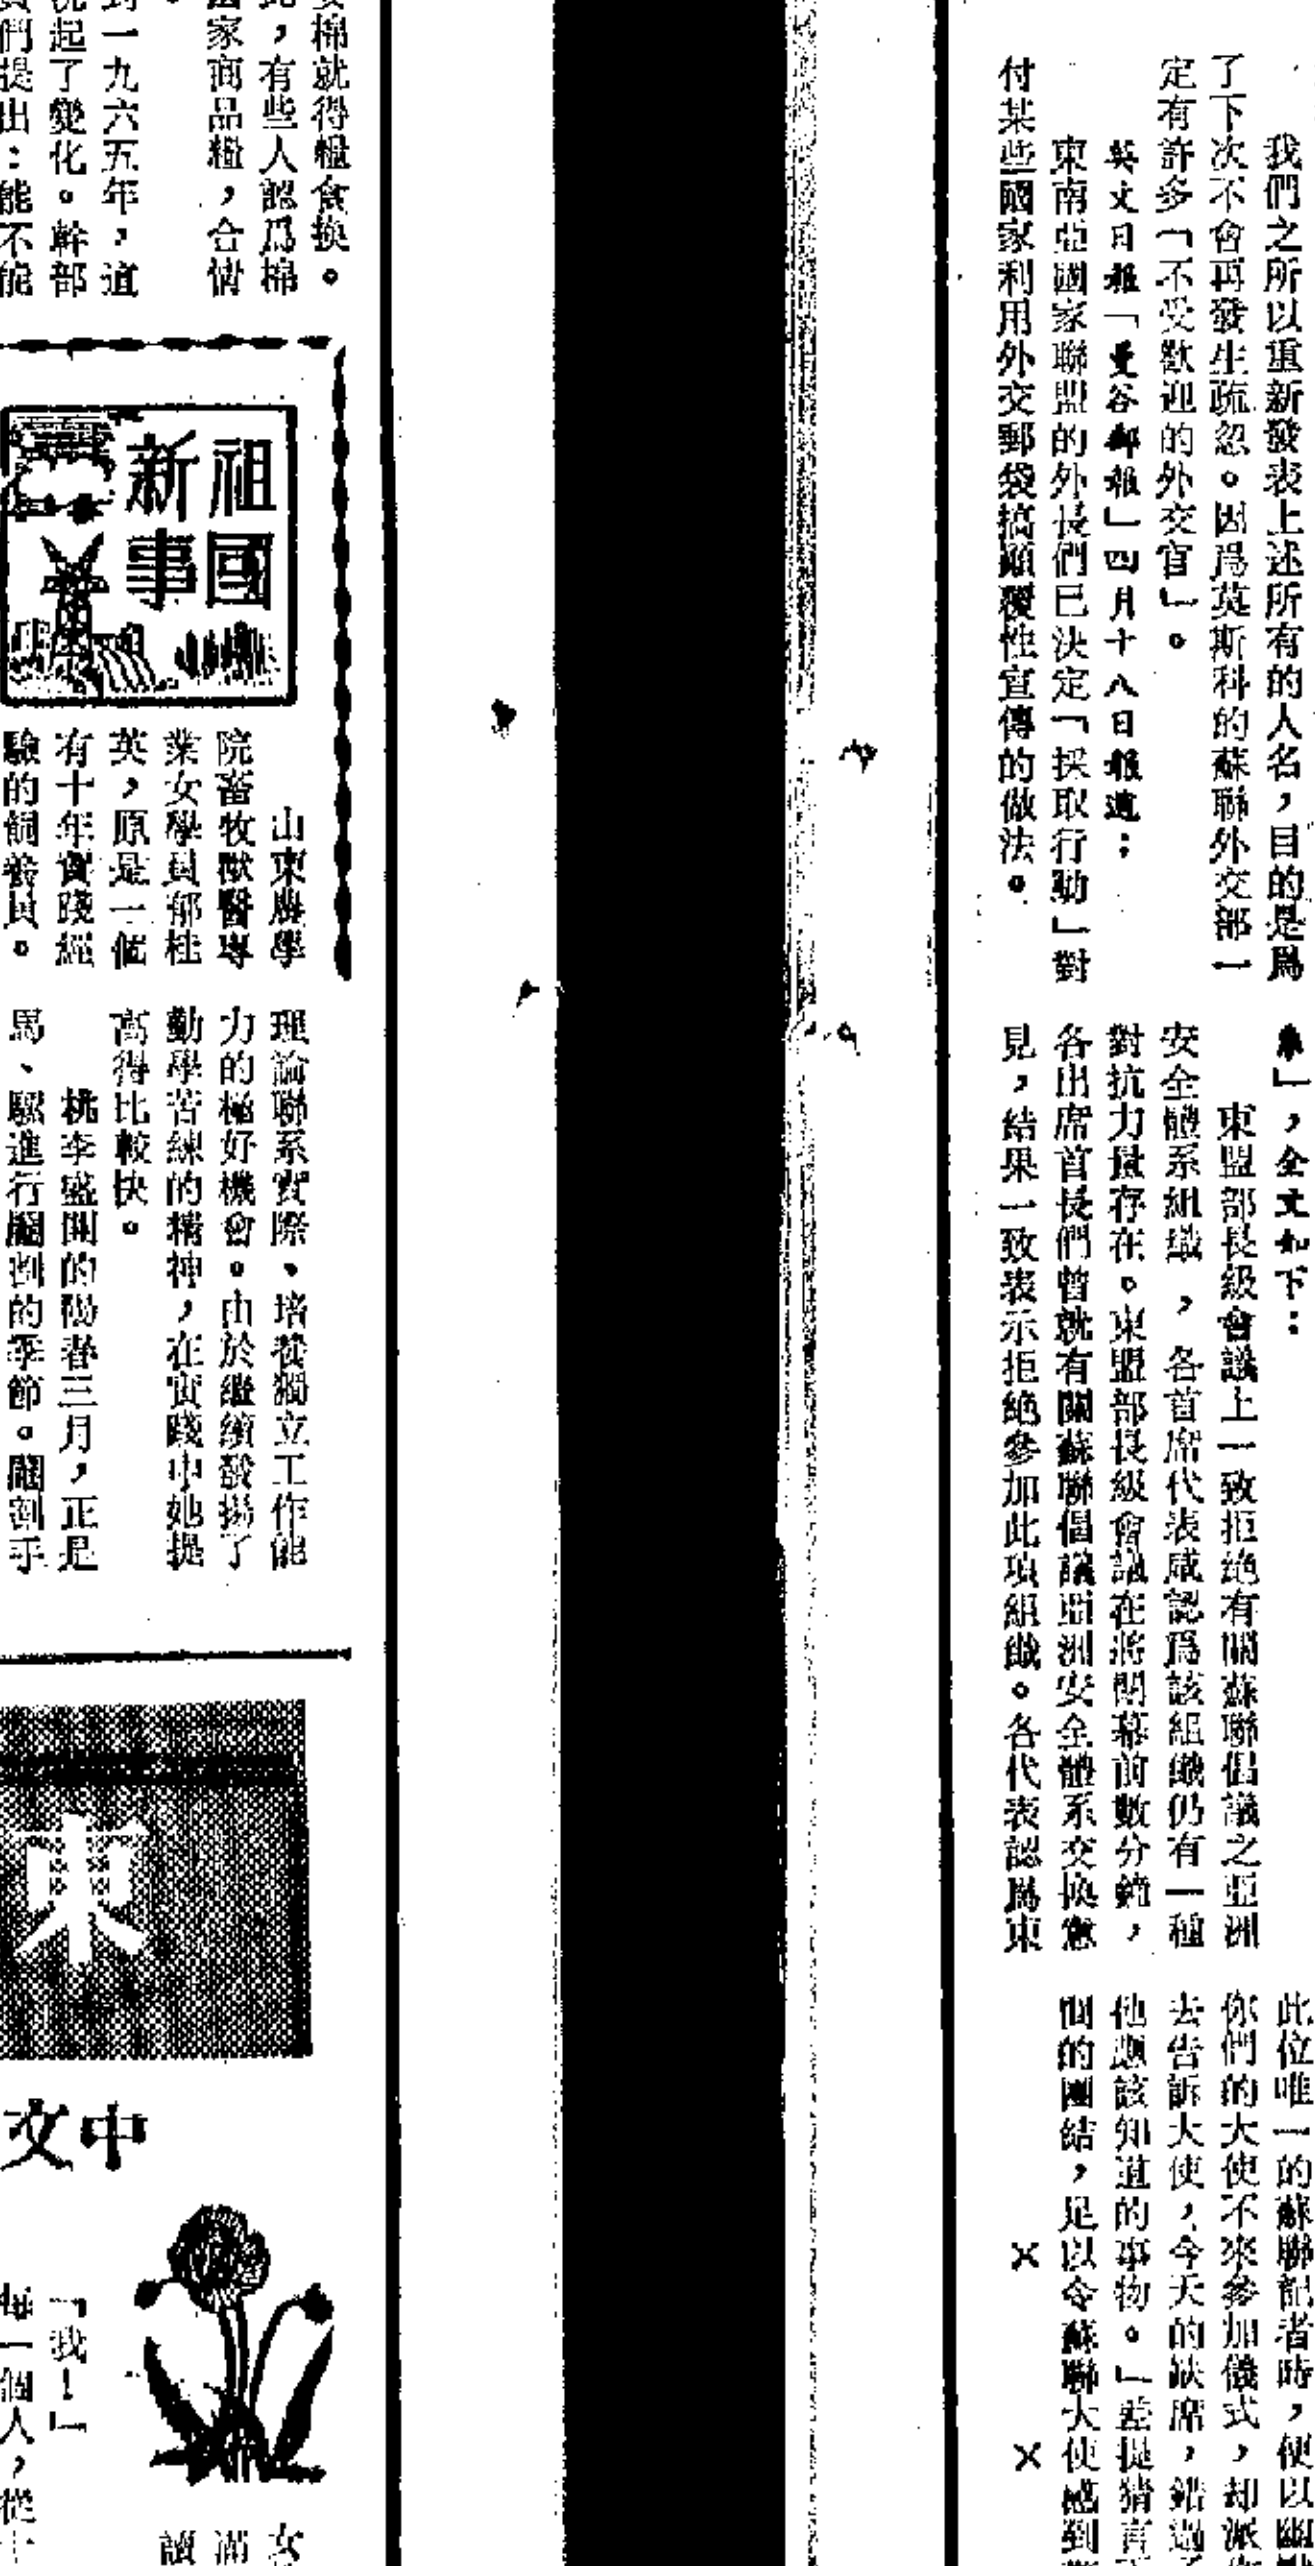 我們之所以重新發表上述所有的人名，目的是爲
了下次不會再發生疏忽。因爲莫斯科的蘇聯外交部一
定有許多「不受歡迎的外交官」。
英文日報「曼谷郵報」四月十八日報道：
東南亞國家聯盟的外長們已決定「採取行動」對
付某些國家利用外交郵袋搞顛覆性宣傳的做法。
」，全文如下：
東盟部長級會議上一致拒絕有關蘇聯倡議之亞洲
安全體系組織，各首席代表咸認爲該組織仍有一種
對抗力量存在。東盟部長級會議在將閉幕前數分鐘，
各出席首長們曾就有關蘇聯倡議亞洲安全體系交換意
見，結果一致表示拒絕參加此項組織。各代表認爲東
此位唯一的蘇聯記者時，便以幽
你們的大使不來參加儀式，却派
去告訴大使，今天的缺席，錯過
他應該知道的事物。」差提猜言
間的團結，足以令蘇聯大使感到
× ×
棉就得糧食換。
，有些人認爲棉
家商品糧，合情
一九六五年，這
起了變化。幹部
們提出：能不能
祖國
新事
山東農學
院畜牧獸醫專
業女學員郁桂
英，原是一個
有十年實踐經
驗的飼養員。
理論聯系實際、培養獨立工作能
力的極好機會。由於繼續發揚了
勤學苦練的精神，在實踐中她提
高得比較快。
桃李盛開的陽春三月，正是
馬、騾進行閹割的季節。閹割手
東
中文
「我！」
每一個人，從十
女
讀